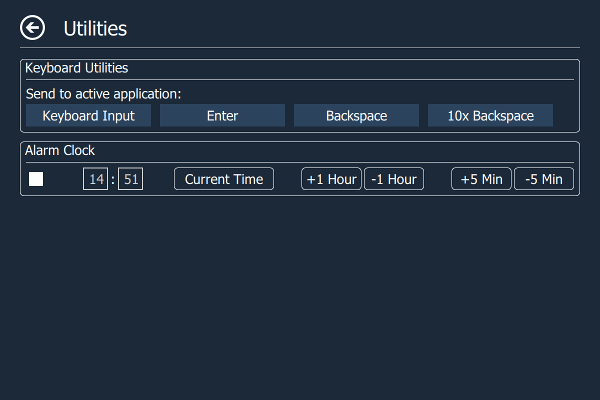 Utilities
Keyboard Utilities
Send to active application:
Keyboard Input Enter Backspace 10x Backspace
Alarm Clock
14 : 51 Current Time +1 Hour -1 Hour +5 Min -5 Min